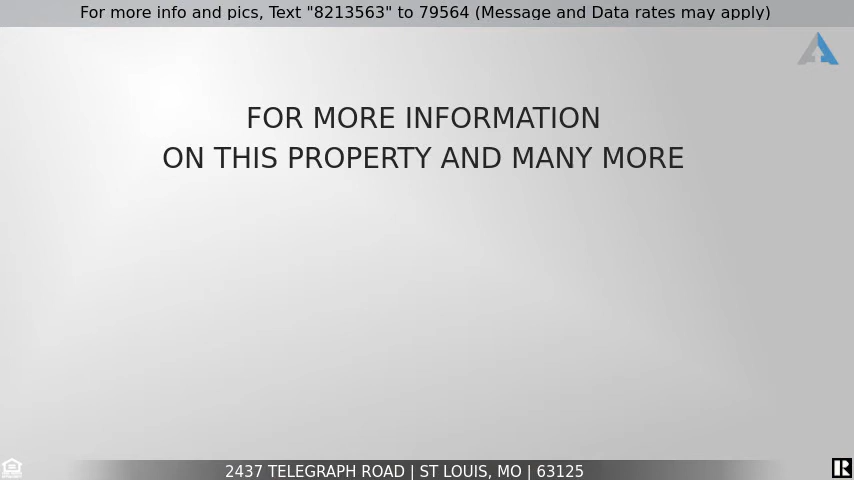 For more info and pics, Text "8213563" to 79564 (Message and Data rates may apply)
FOR MORE INFORMATION
ON THIS PROPERTY AND MANY MORE
2437 TELEGRAPH ROAD | ST LOUIS, MO | 63125